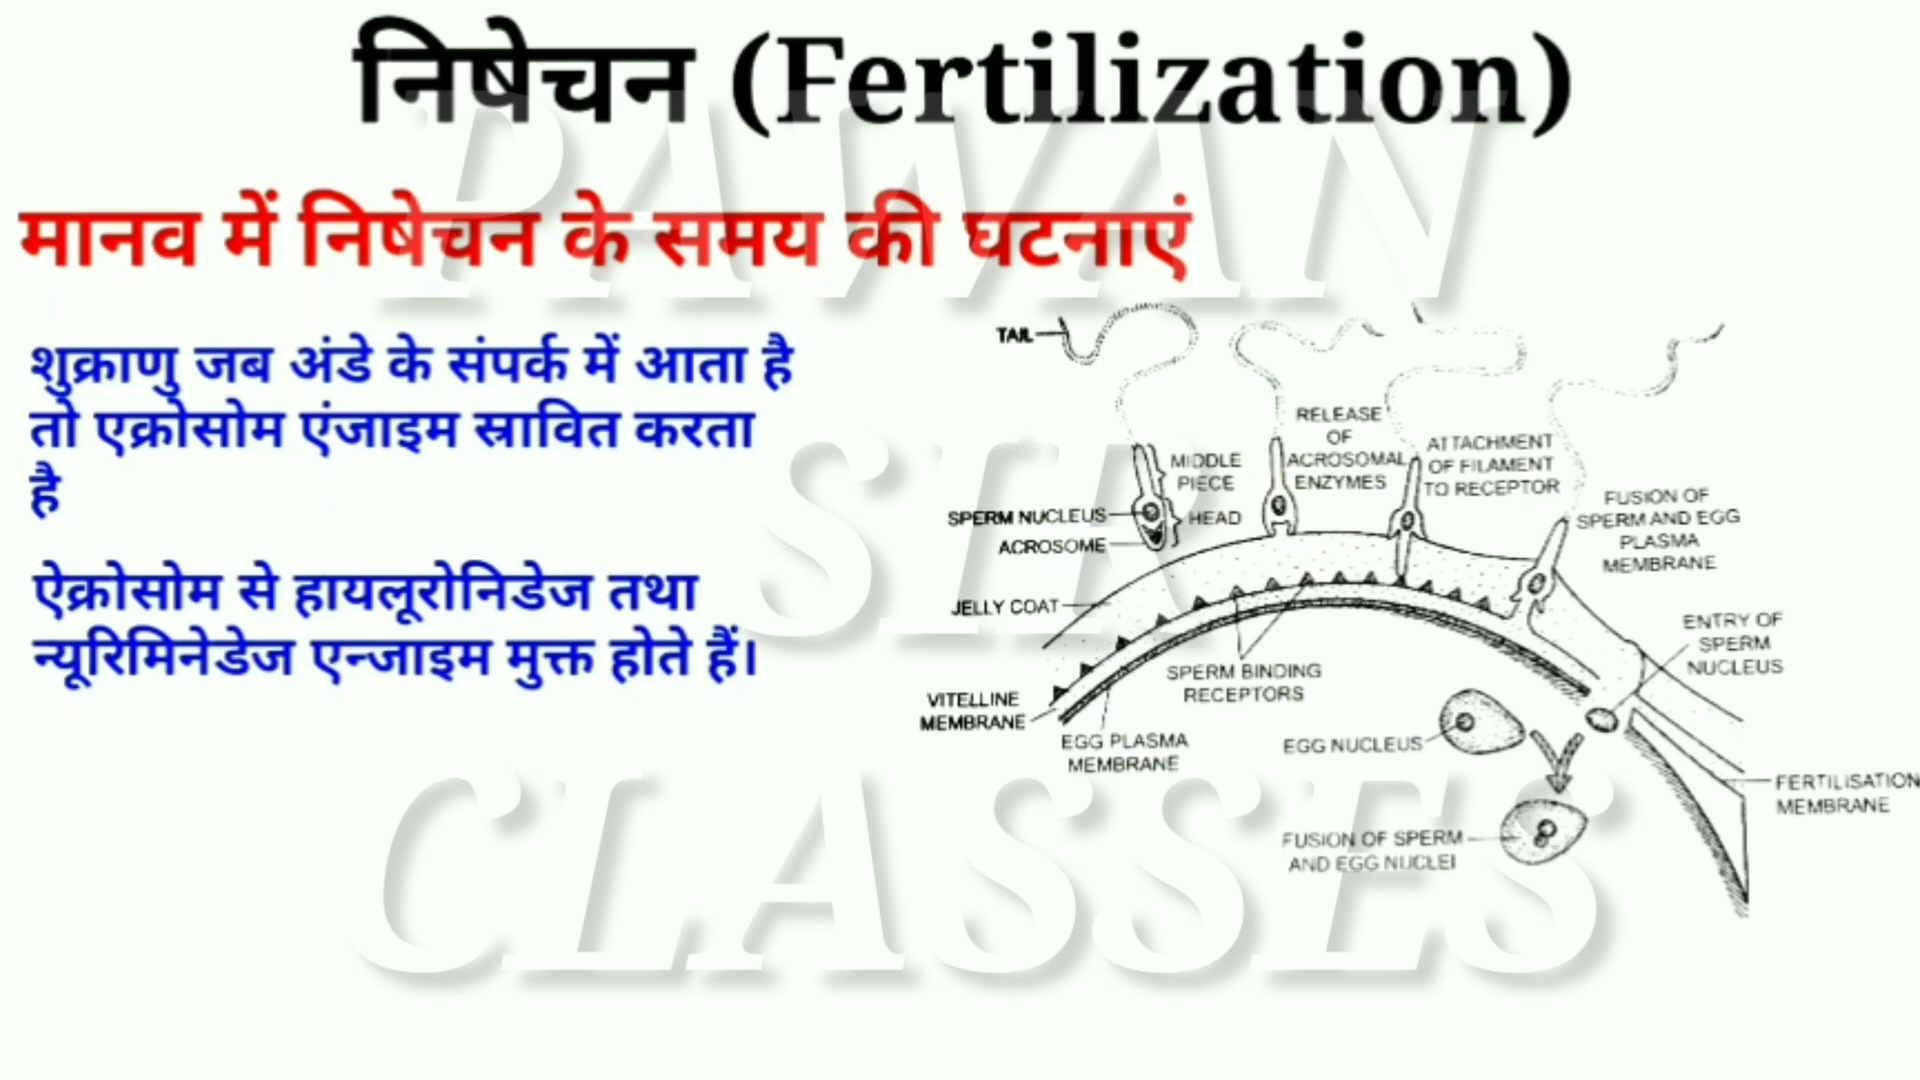 निषेचन (Fertilization)
मानव में निषेचन के समय की घटनाएं
शुक्राणु जब अंडे के संपर्क में आता है
तो एक्रोसोम एंजाइम स्रावित करता
है
ऐक्रोसोम से हायलूरोनिडेज तथा
न्यूरिमिनेडेज एन्जाइम मुक्त होते हैं।
TAIL
MIDDLE
PIECE
SPERM NUCLEUS
HEAD
ACROSOME
RELEASE
OF
ACROSOMAL
ENZYMES
ATTACHMENT
OF FILAMENT
TO RECEPTOR
FUSION OF
SPERM AND EGG
PLASMA
MEMBRANE
JELLY COAT
ENTRY OF
SPERM
NUCLEUS
SPERM BINDING
RECEPTORS
VITELLINE
MEMBRANE
EGG PLASMA
MEMBRANE
EGG NUCLEUS
FERTILISATION
MEMBRANE
FUSION OF SPERM
AND EGG NUCLEI
PAWAN
SIR
CLASSES